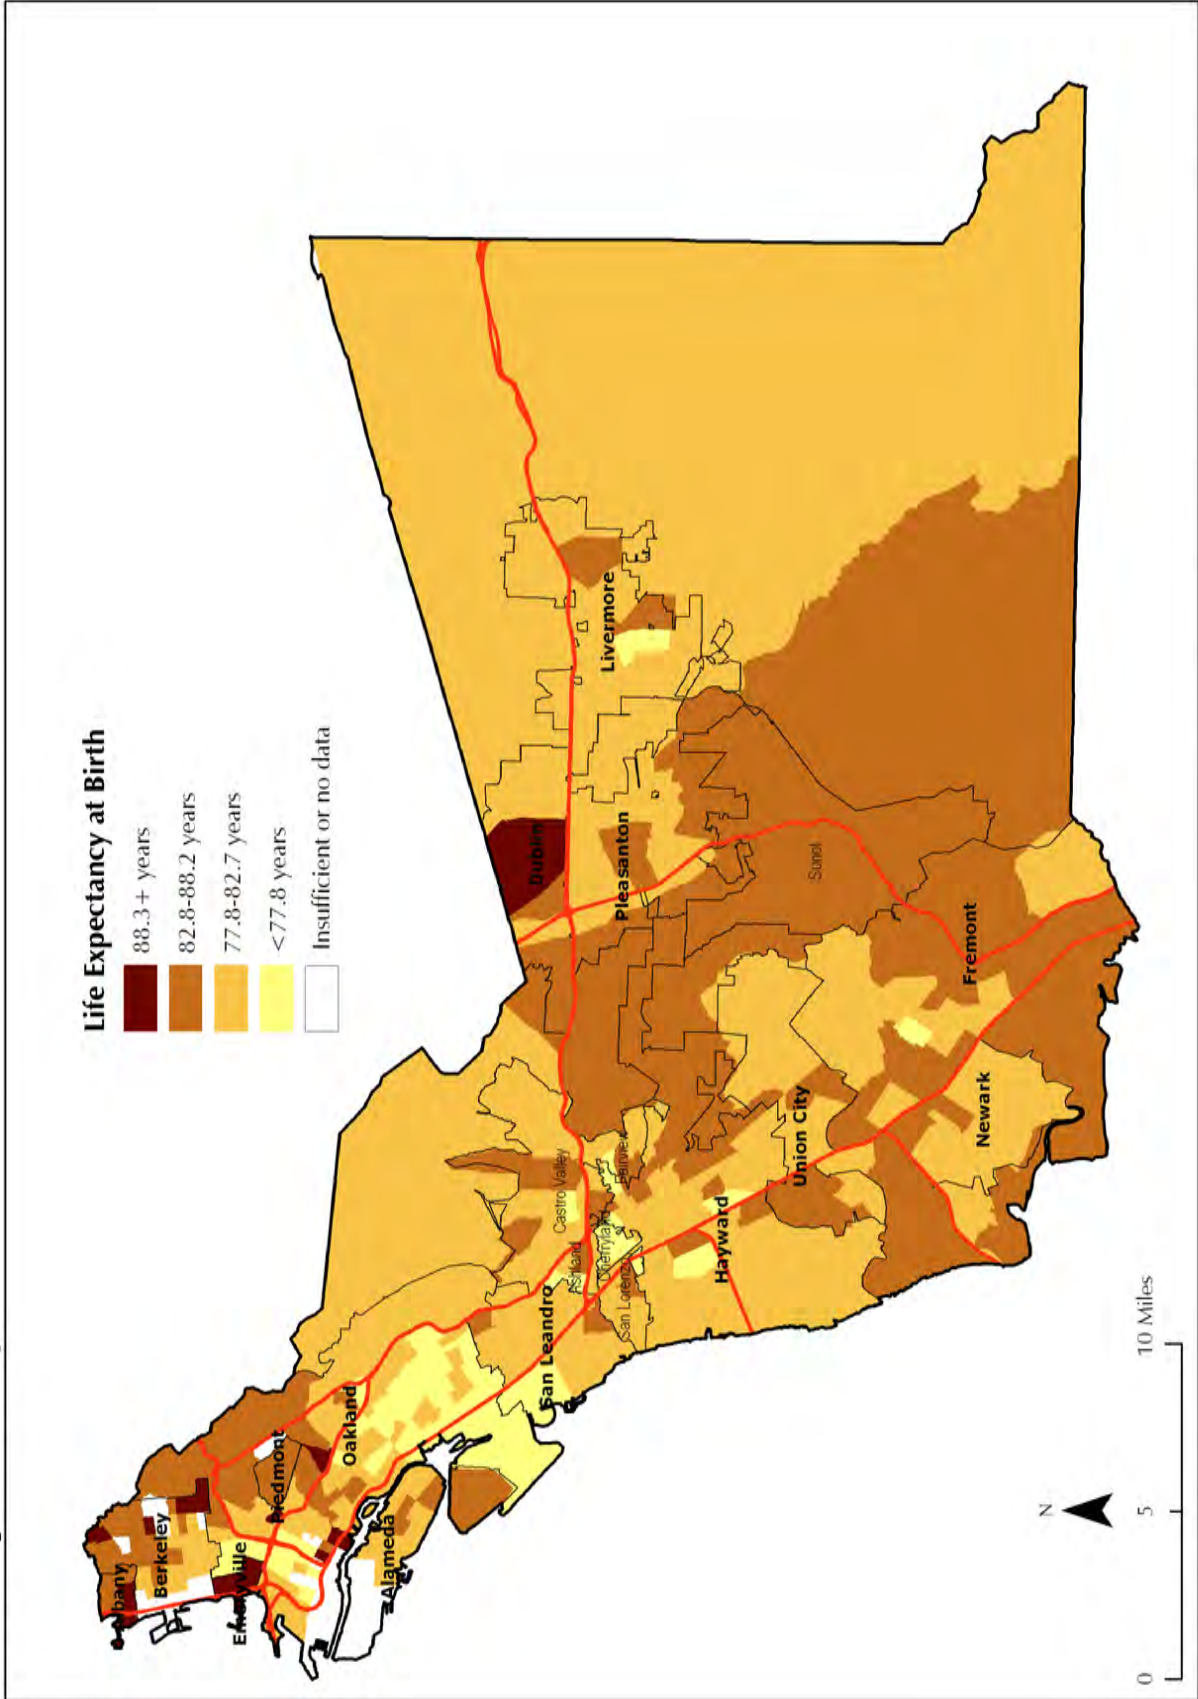 Life Expectancy at Birth
88.3+ years
82.8-88.2 years
77.8-82.7 years
<77.8 years
Insufficient or no data
Albany
Berkeley
Emeryville
Piedmont
Oakland
Alameda
San Leandro
Ashland
Castro Valley
Cherryland
San Lorenzo
Fairview
Hayward
Union City
Newark
Fremont
Sunol
Dublin
Pleasanton
Livermore
N
0 5 10 Miles